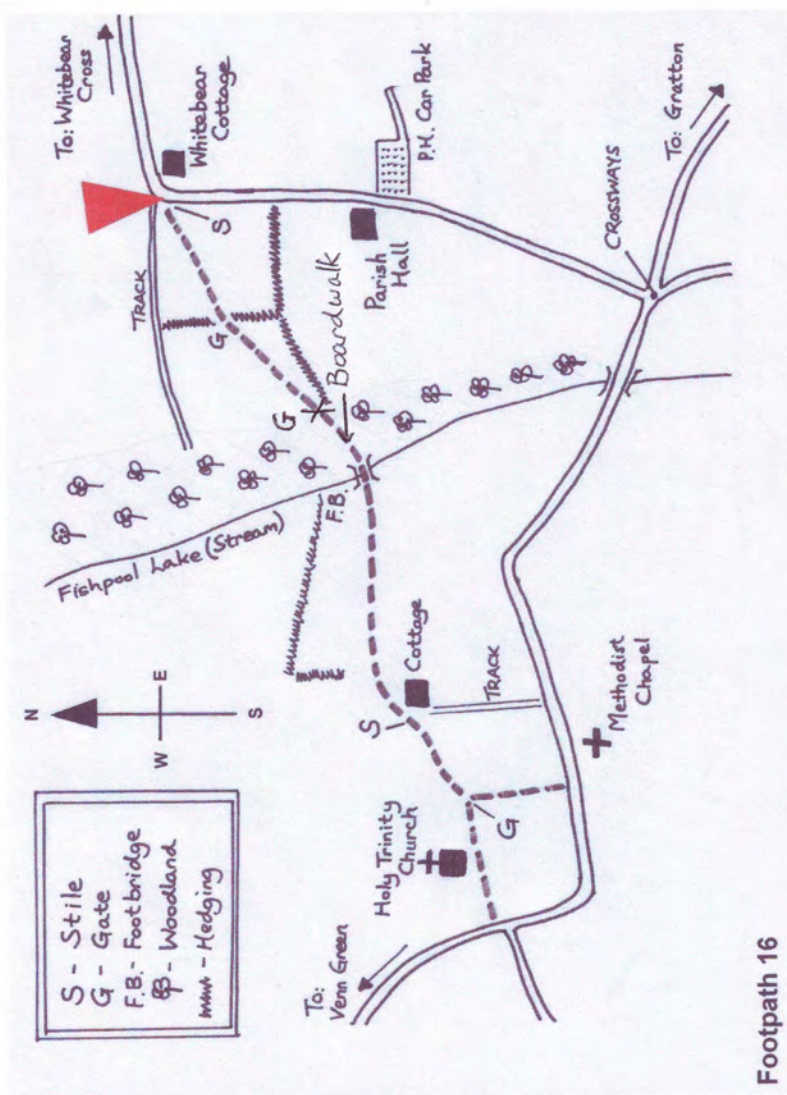 N
W E
S
S - Stile
G - Gate
F.B. - Footbridge
- Woodland
- Hedging
To: Whitebear
Cross
Whitebear
Cottage
TRACK
S
G
Boardwalk
G
F.B.
Fishpool Lake (Stream)
Parish
Hall
P.H. Car Park
To: Gratton
CROSSWAYS
Cottage
S
TRACK
Methodist
Chapel
Holy Trinity
Church
G
To:
Venn Green
Footpath 16